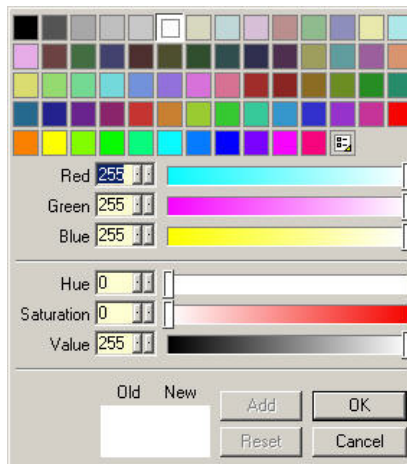 Red 255
Green 255
Blue 255
Hue 0
Saturation 0
Value 255
Old New
Add OK
Reset Cancel